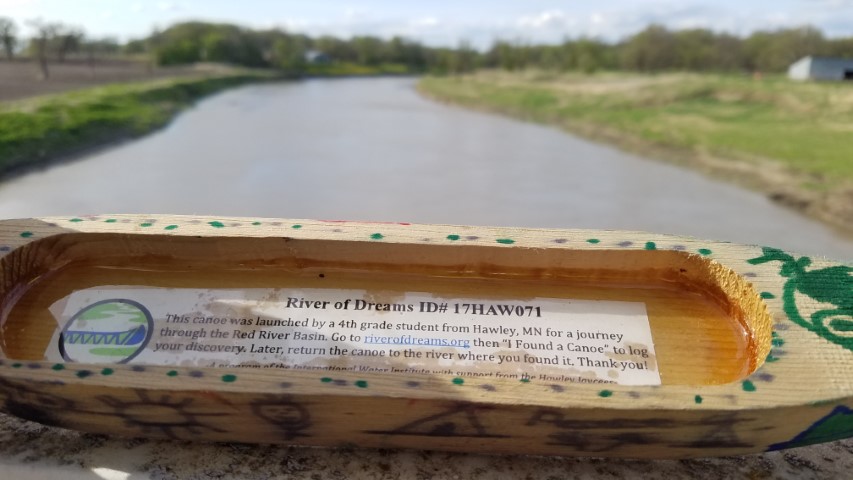 River of Dreams ID# 17HAW071
This canoe was launched by a 4th grade student from Hawley, MN for a journey
through the Red River Basin. Go to riverofdreams.org then "I Found a Canoe" to log
your discovery. Later, return the canoe to the river where you found it. Thank you!
A program of the International Water Institute with support from the Hawley Jaycees.